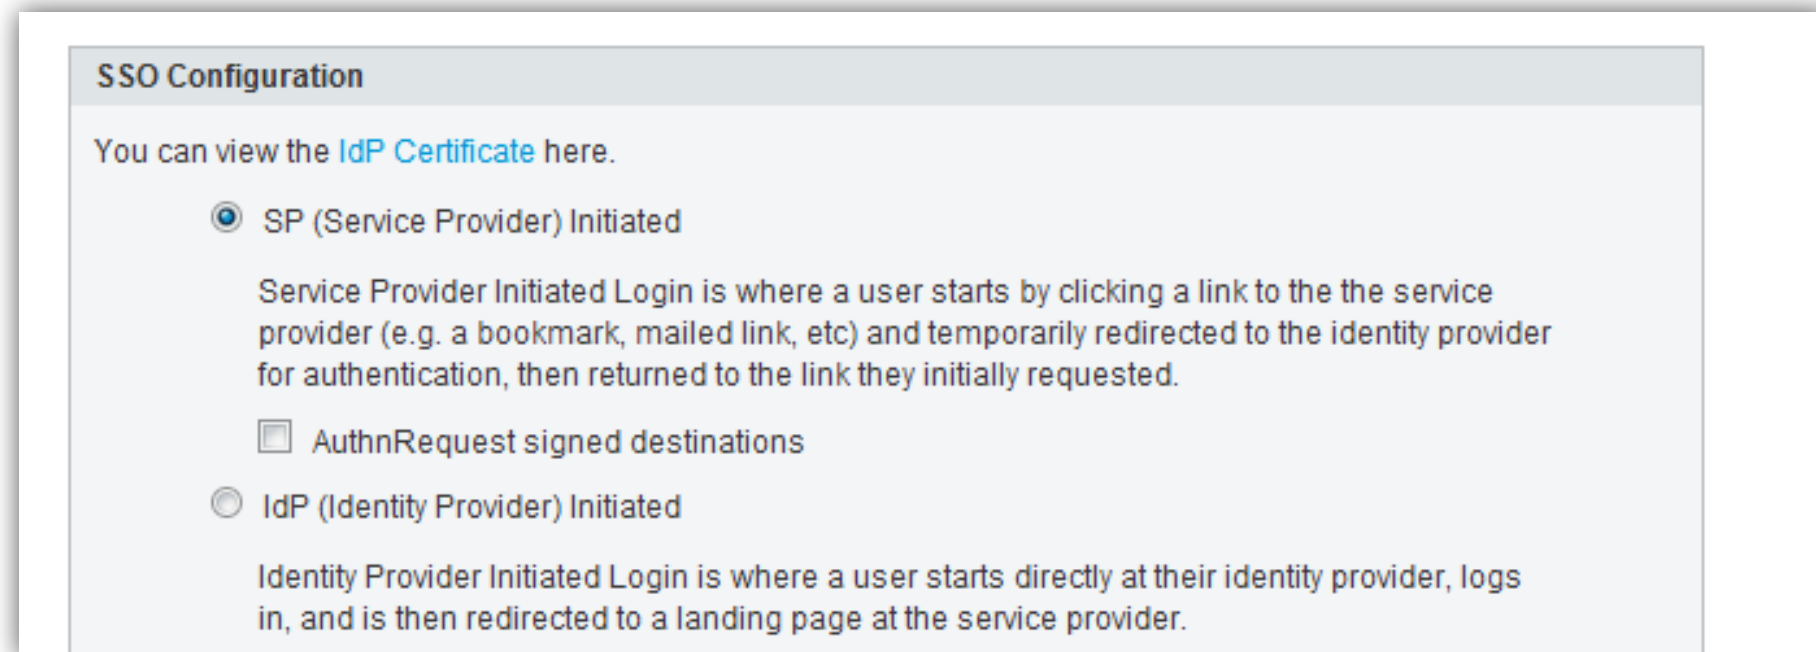 SSO Configuration
You can view the IdP Certificate here.
SP (Service Provider) Initiated
Service Provider Initiated Login is where a user starts by clicking a link to the the service
provider (e.g. a bookmark, mailed link, etc) and temporarily redirected to the identity provider
for authentication, then returned to the link they initially requested.
AuthnRequest signed destinations
IdP (Identity Provider) Initiated
Identity Provider Initiated Login is where a user starts directly at their identity provider, logs
in, and is then redirected to a landing page at the service provider.